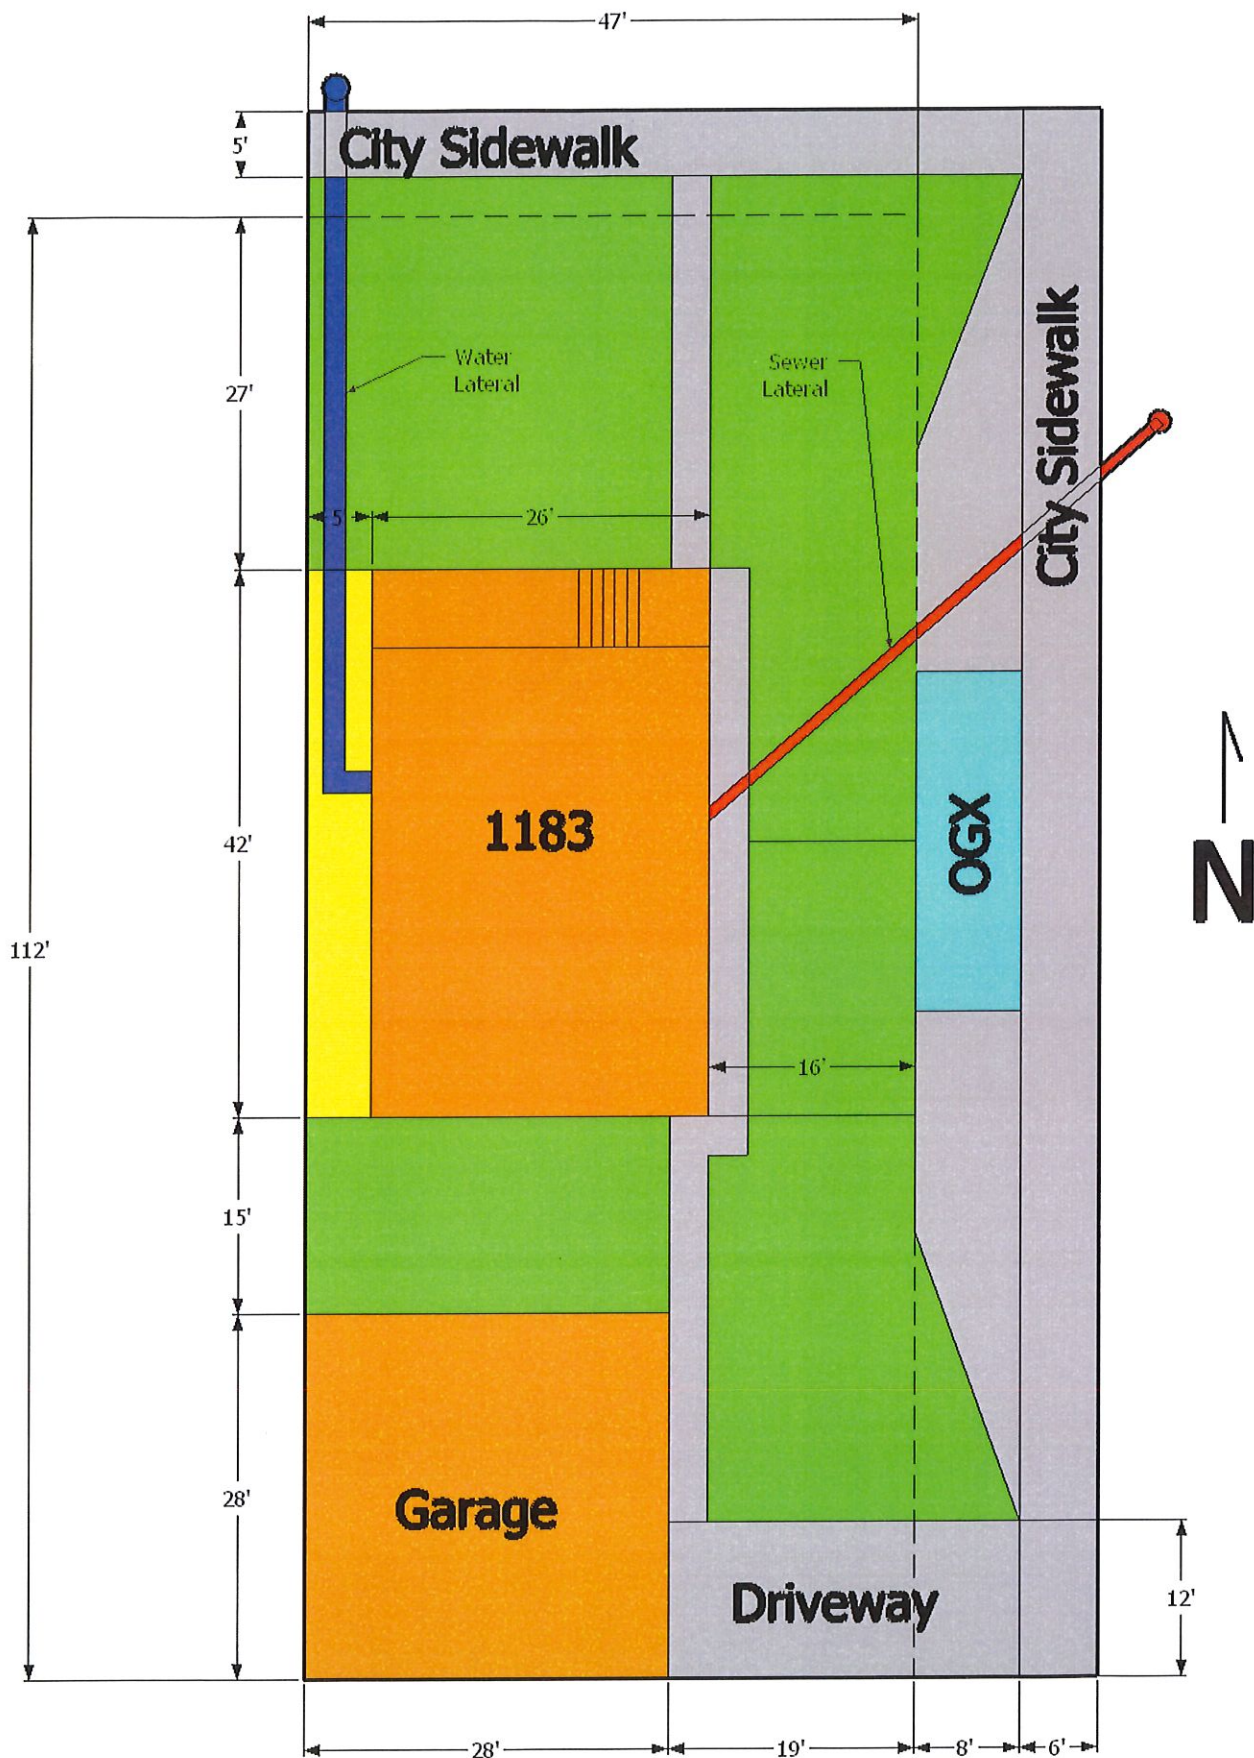 47'
5'
City Sidewalk
27'
Water
Lateral
Sewer
Lateral
City Sidewalk
5'
26'
112'
42'
1183
OGX
N
16'
15'
28'
Garage
Driveway
12'
28'
19'
8'
6'